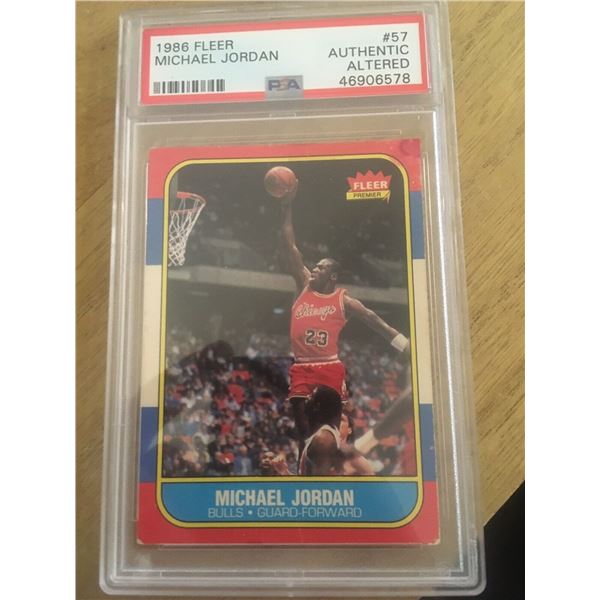 1986 FLEER #57
MICHAEL JORDAN AUTHENTIC
ALTERED
PSA 46906578
FLEER
PREMIER
Chicago
23
MICHAEL JORDAN
BULLS • GUARD-FORWARD